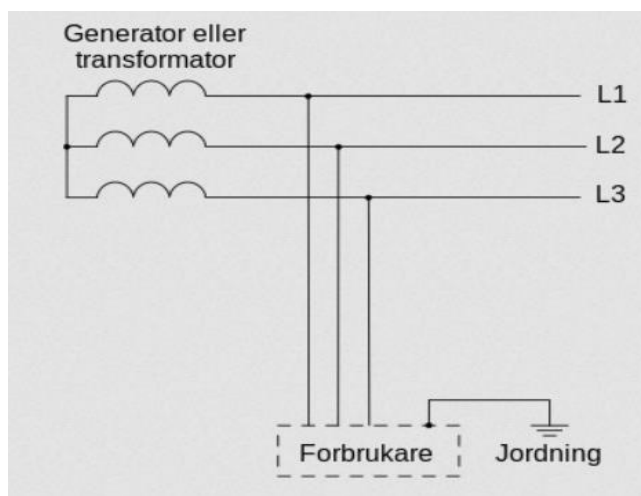 Generator eller
transformator
L1
L2
L3
Forbrukare
Jordning